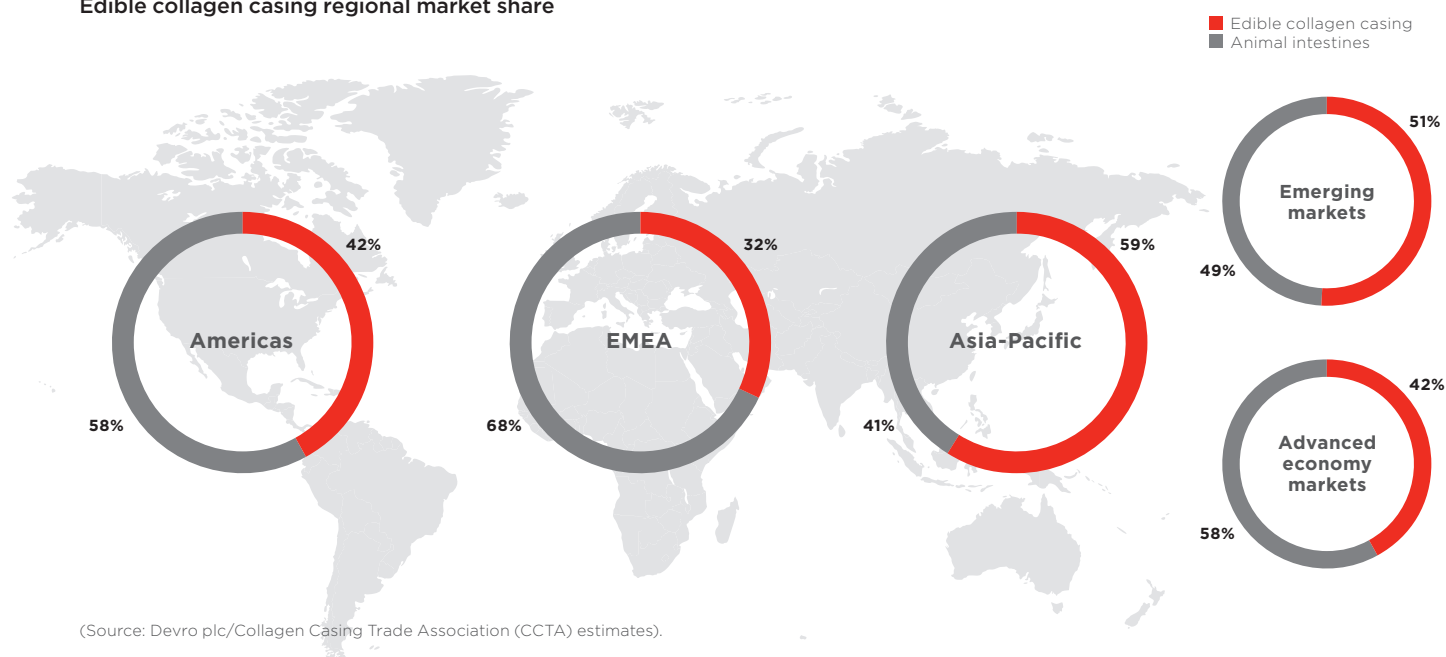 Edible collagen casing regional market share
Edible collagen casing
Animal intestines
42%
Americas
58%
32%
EMEA
68%
59%
Asia-Pacific
41%
51%
Emerging
markets
49%
42%
Advanced
economy
markets
58%
(Source: Devro plc/Collagen Casing Trade Association (CCTA) estimates).